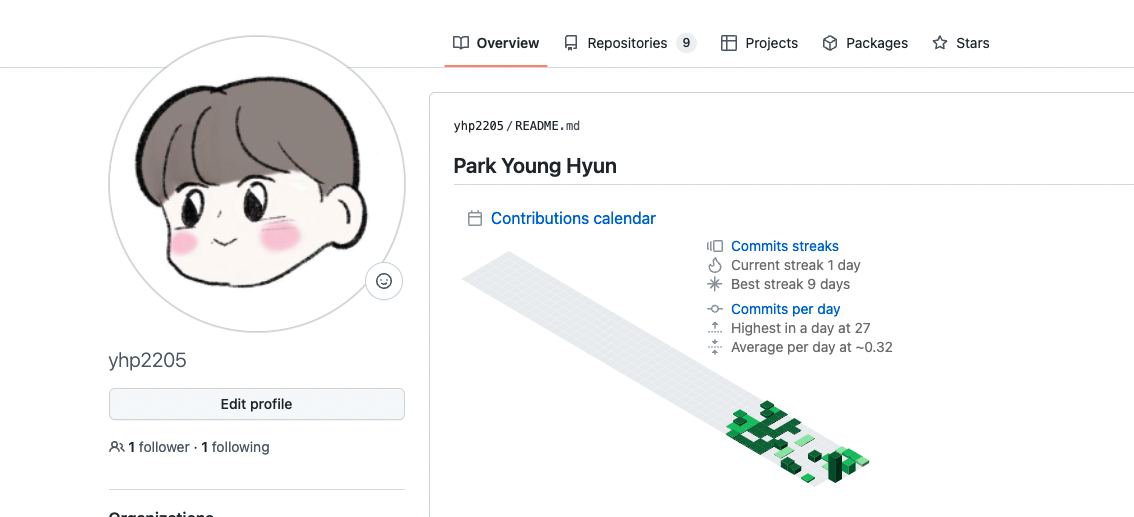 Overview Repositories 9 Projects Packages Stars
yhp2205/README.md
Park Young Hyun
Contributions calendar
Commits streaks
Current streak 1 day
Best streak 9 days
Commits per day
Highest in a day at 27
Average per day at ~0.32
yhp2205
Edit profile
1 follower · 1 following
Organizations